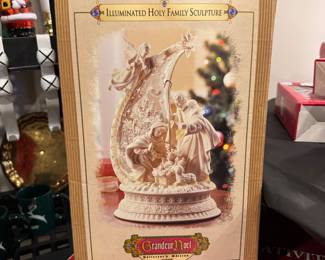 ILLUMINATED HOLY FAMILY SCULPTURE
Grandeur Noel
Collector's Edition